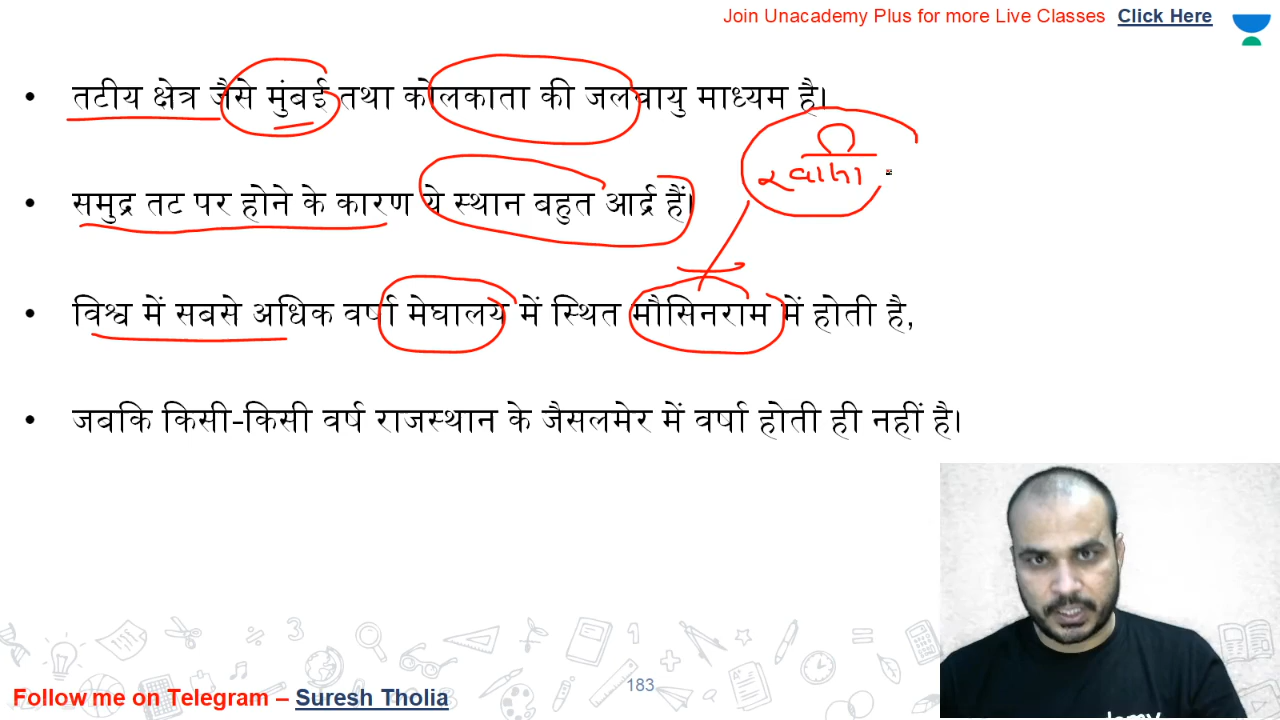 Join Unacademy Plus for more Live Classes Click Here
• तटीय क्षेत्र जैसे मुंबई तथा कोलकाता की जलवायु माध्यम है।
• समुद्र तट पर होने के कारण ये स्थान बहुत आर्द्र हैं।
• विश्व में सबसे अधिक वर्षा मेघालय में स्थित मौसिनराम में होती है,
• जबकि किसी-किसी वर्ष राजस्थान के जैसलमेर में वर्षा होती ही नहीं है।
183
Follow me on Telegram – Suresh Tholia